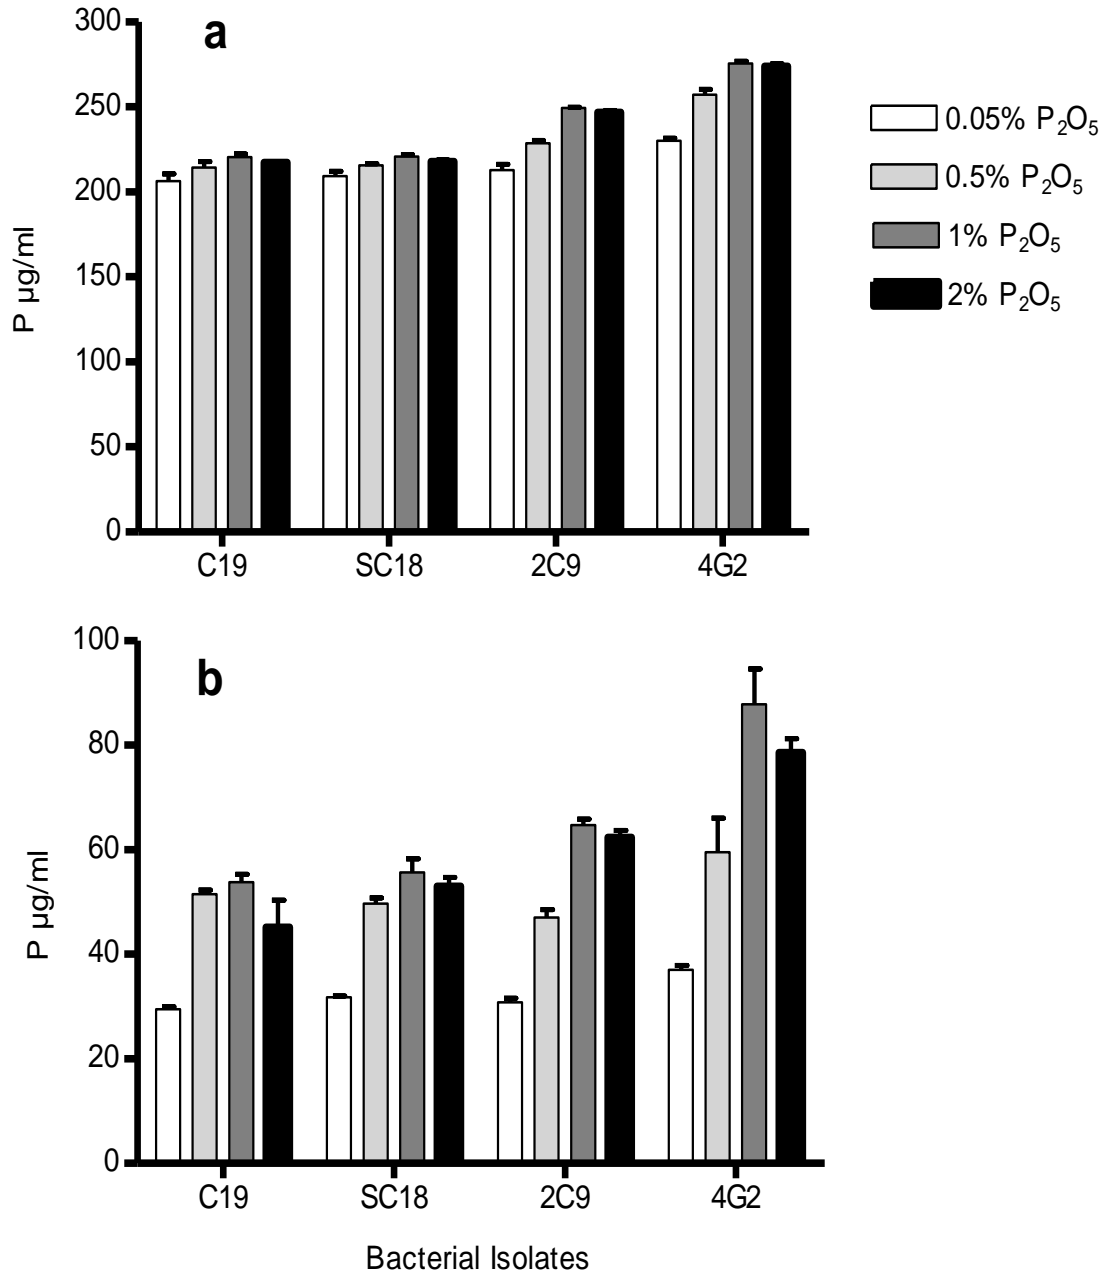 300
250
200
150
100
50
0
P µg/ml
a
C19 SC18 2C9 4G2
0.05% P₂O₅
0.5% P₂O₅
1% P₂O₅
2% P₂O₅
100
80
60
40
20
0
P µg/ml
b
C19 SC18 2C9 4G2
Bacterial Isolates